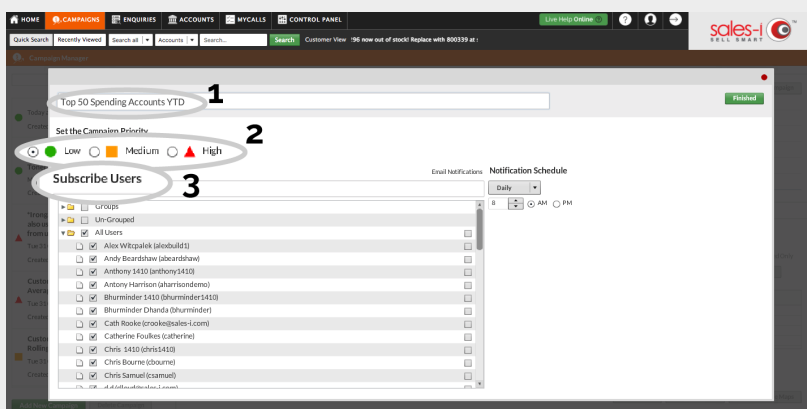 HOME CAMPAIGNS ENQUIRIES ACCOUNTS MYCALLS CONTROL PANEL Live Help Online
Quick Search Recently Viewed Search all Accounts Search... Search Customer View !96 now out of stock! Replace with 800339 at :
sales-i
SELL SMART
Campaign Manager
Top 50 Spending Accounts YTD 1 Finished
Set the Campaign Priority
2
Low Medium High
Subscribe Users 3
Email Notifications Notification Schedule
Daily
8 AM PM
Groups
Un-Grouped
All Users
Alex Witcpalek (alexbuild1)
Andy Beardshaw (abeardshaw)
Anthony 1410 (anthony1410)
Antony Harrison (aharrisondemo)
Bhurminder 1410 (bhurminder1410)
Bhurminder Dhanda (bhurminder)
Cath Rooke (crooke@sales-i.com)
Catherine Foulkes (catherine)
Chris 1410 (chris1410)
Chris Bourne (cbourne)
Chris Samuel (csamuel)
Add New Campaign